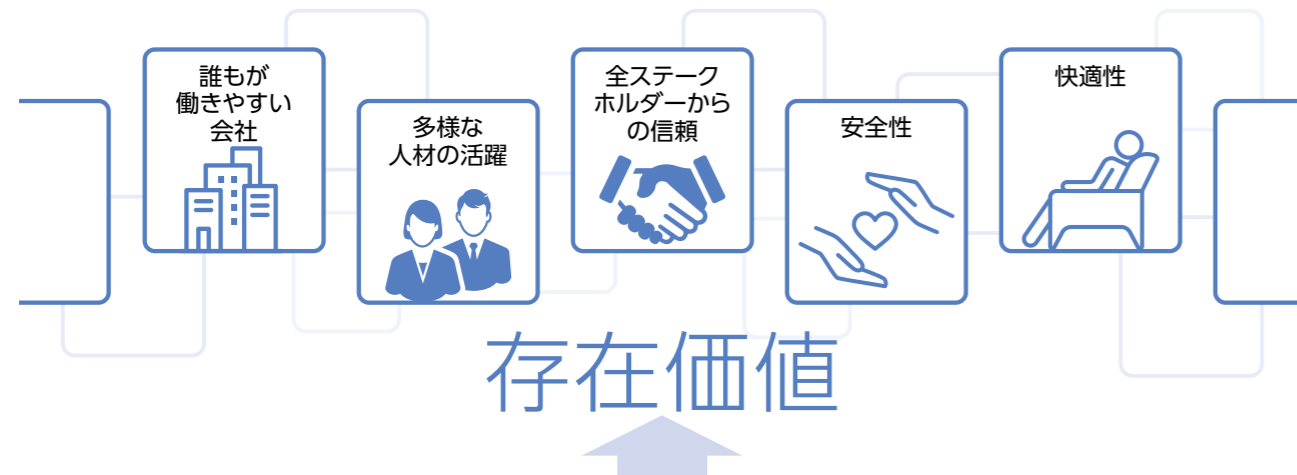 誰もが
働きやすい
会社
多様な
人材の活躍
全ステーク
ホルダーから
の信頼
安全性
快適性
存在価値